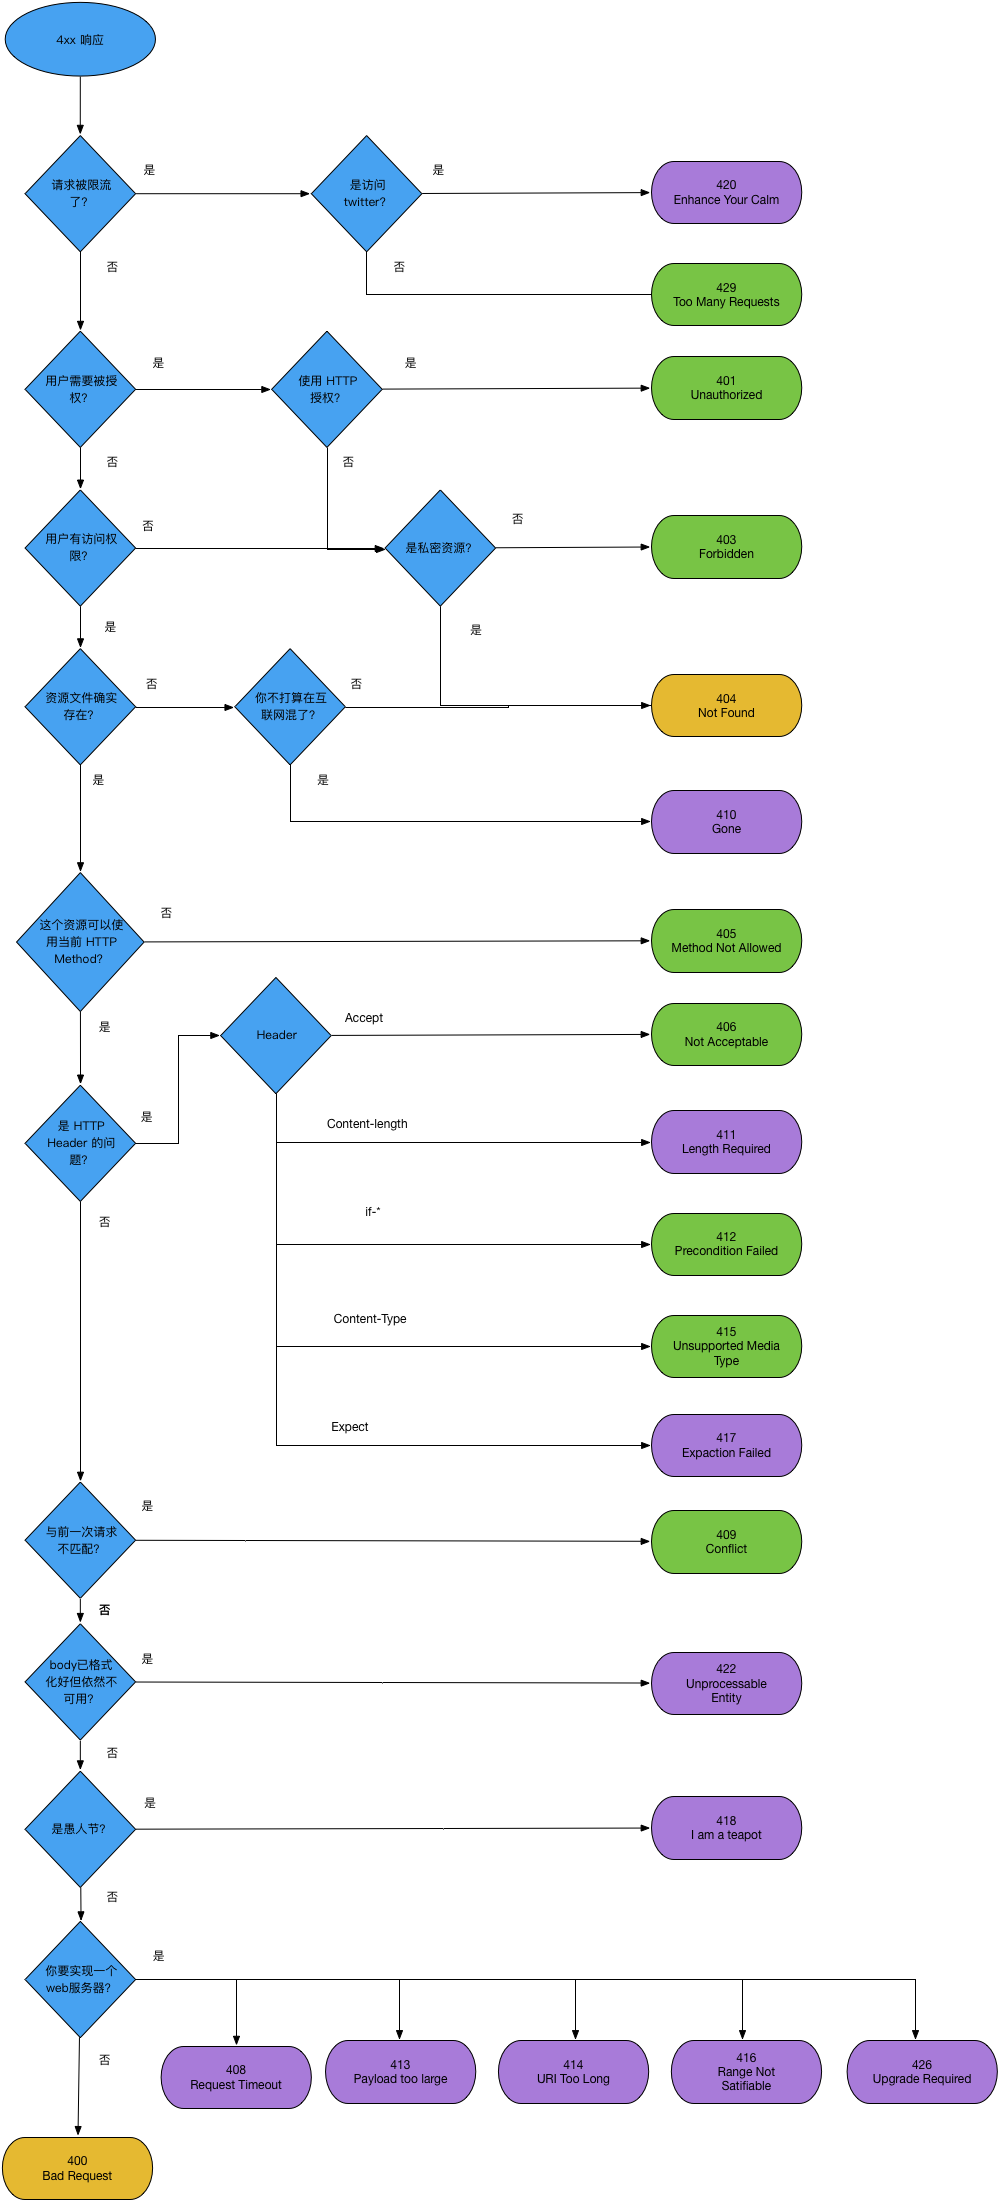 4xx 响应
请求被限流
了?
是
是访问
twitter?
是
420
Enhance Your Calm
否
否
429
Too Many Requests
用户需要被授
权?
是
使用 HTTP
授权?
是
401
Unauthorized
否
否
用户有访问权
限?
否
是私密资源?
否
403
Forbidden
是
是
资源文件确实
存在?
否
你不打算在互
联网混了?
否
404
Not Found
是
是
410
Gone
这个资源可以使
用当前 HTTP
Method?
否
405
Method Not Allowed
是
Header
Accept
406
Not Acceptable
是 HTTP
Header 的问
题?
是
Content-length
411
Length Required
否
if-*
412
Precondition Failed
Content-Type
415
Unsupported Media
Type
Expect
417
Expaction Failed
与前一次请求
不匹配?
是
409
Conflict
否
body已格式
化好但依然不
可用?
是
422
Unprocessable
Entity
否
是愚人节?
是
418
I am a teapot
否
你要实现一个
web服务器?
是
否
408
Request Timeout
413
Payload too large
414
URI Too Long
416
Range Not
Satifiable
426
Upgrade Required
400
Bad Request